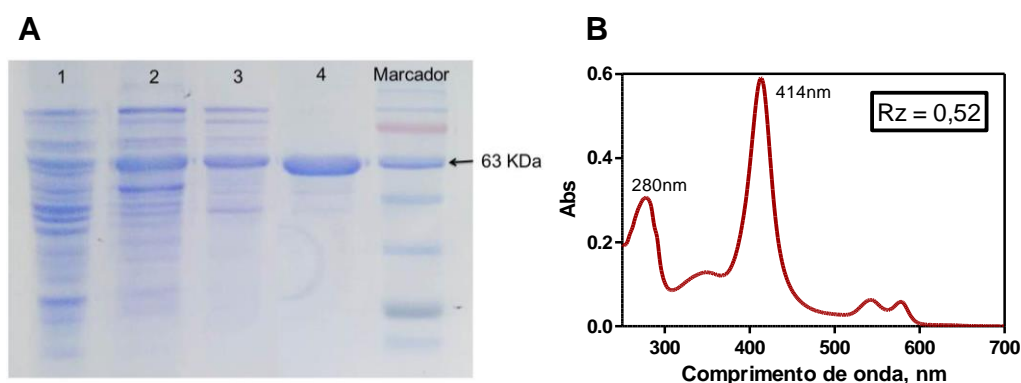 A
1 2 3 4 Marcador
63 KDa
B
Abs
0.6
0.4
0.2
0.0
414nm
280nm
Rz = 0,52
300 400 500 600 700
Comprimento de onda, nm